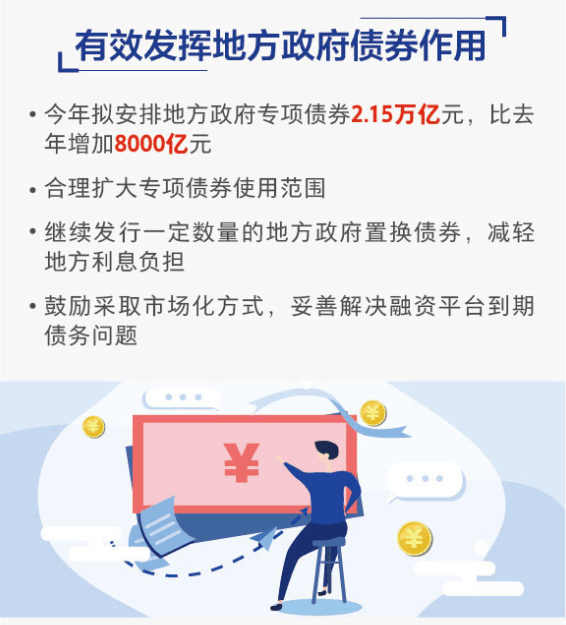 有效发挥地方政府债券作用
• 今年拟安排地方政府专项债券2.15万亿元，比去
年增加8000亿元
• 合理扩大专项债券使用范围
• 继续发行一定数量的地方政府置换债券，减轻
地方利息负担
• 鼓励采取市场化方式，妥善解决融资平台到期
债务问题
¥
¥
¥
¥